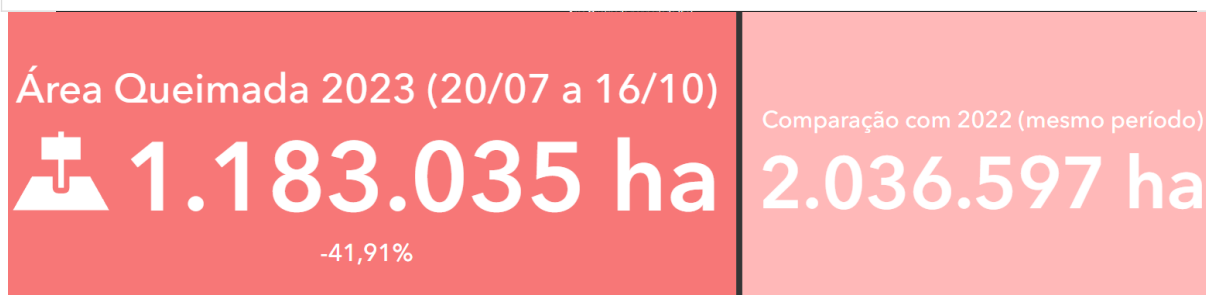 Área Queimada 2023 (20/07 a 16/10)
1.183.035 ha
-41,91%
Comparação com 2022 (mesmo período)
2.036.597 ha